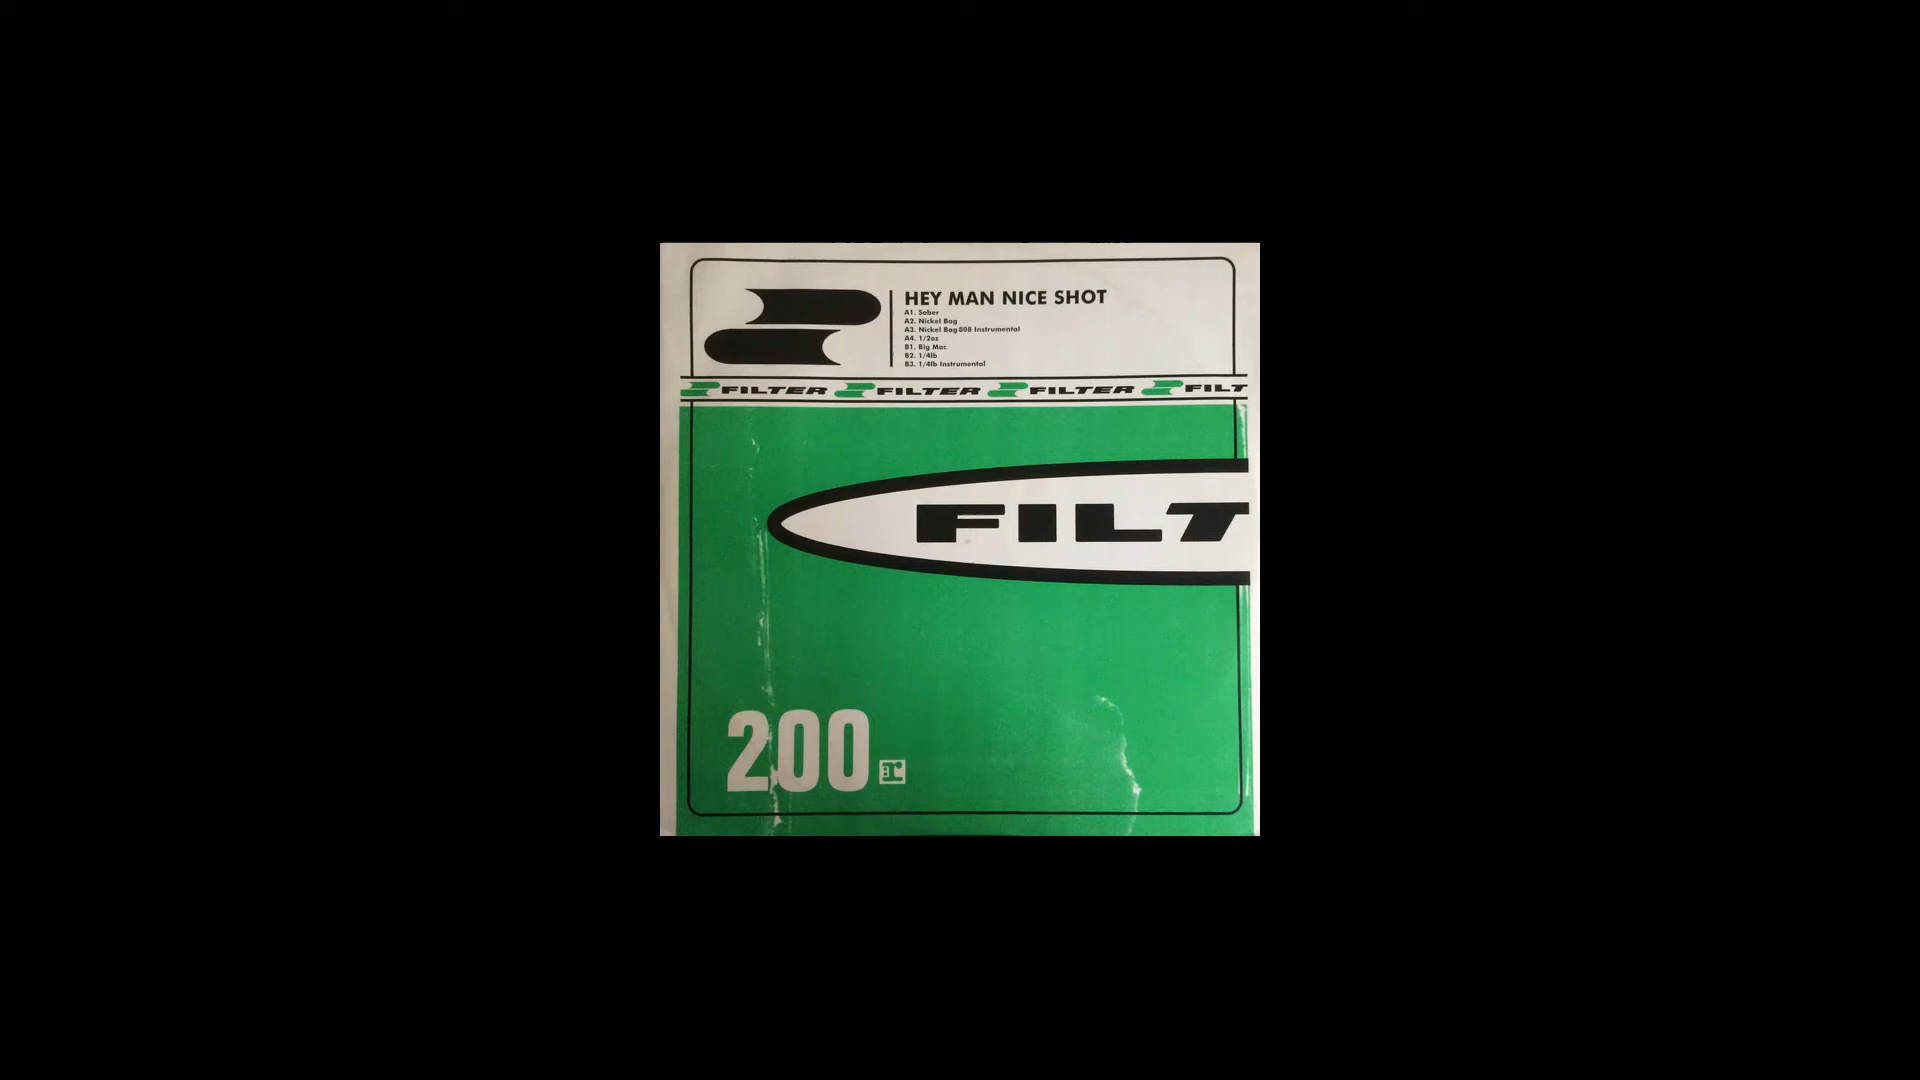 HEY MAN NICE SHOT
A1. Sober
A2. Nickel Bag
A3. Nickel Bag 808 Instrumental
A4. 1/2oz
B1. Big Mac
B2. 1/4lb
B3. 1/4lb Instrumental
FILTER FILTER FILTER FILT
FILT
200 r